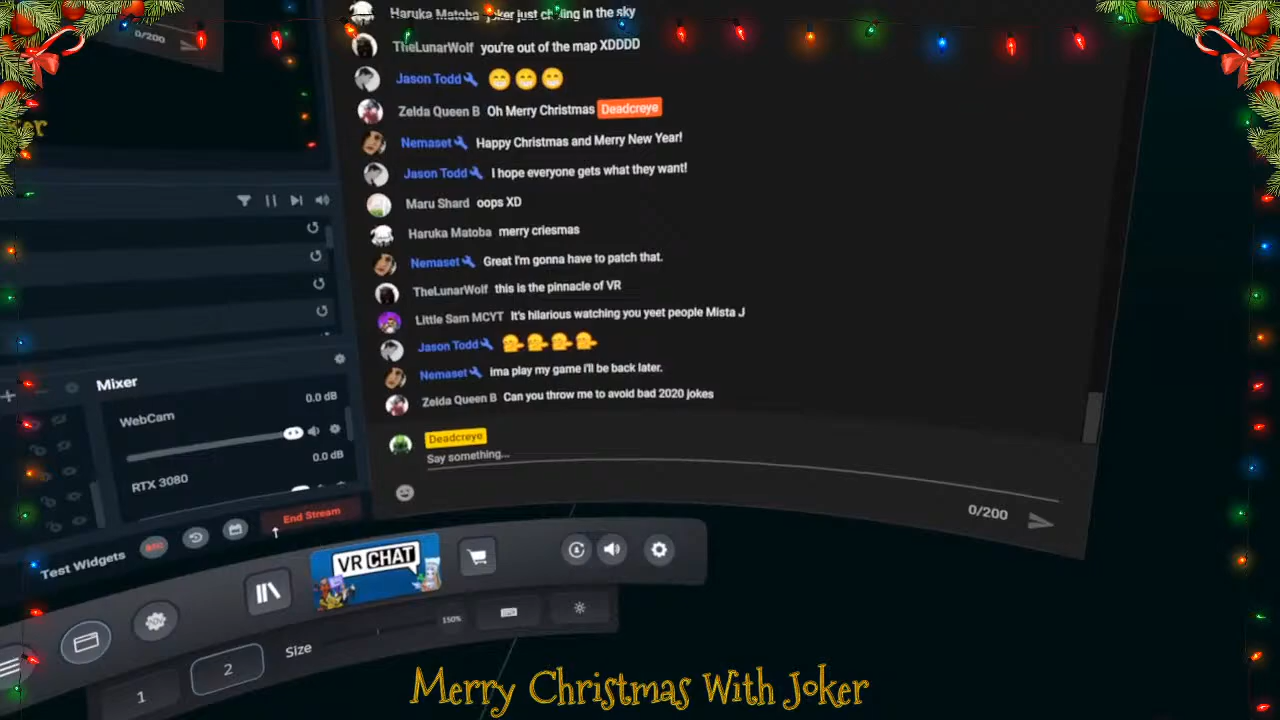 0/200
er
Haruka Matoba joker just chilling in the sky
TheLunarWolf you're out of the map XDDDD
Jason Todd 😁😁😁
Zelda Queen B Oh Merry Christmas Deadcreye
Nemaset Happy Christmas and Merry New Year!
Jason Todd I hope everyone gets what they want!
Maru Shard oops XD
Haruka Matoba merry criesmas
Nemaset Great I'm gonna have to patch that.
TheLunarWolf this is the pinnacle of VR
Little Sam MCYT It's hilarious watching you yeet people Mista J
Jason Todd
Nemaset ima play my game i'll be back later.
Zelda Queen B Can you throw me to avoid bad 2020 jokes
Deadcreye
Say something...
0/200
Mixer
WebCam 0.0 dB
RTX 3080 0.0 dB
Test Widgets REC End Stream
VR CHAT
Size 150%
1 2
Merry Christmas With Joker